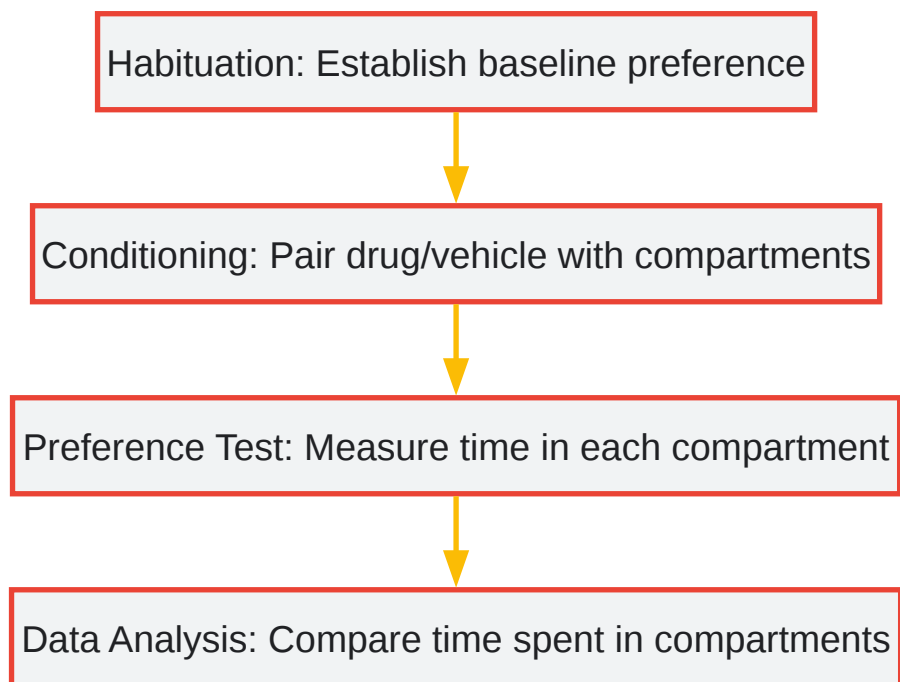 Habituation: Establish baseline preference
Conditioning: Pair drug/vehicle with compartments
Preference Test: Measure time in each compartment
Data Analysis: Compare time spent in compartments